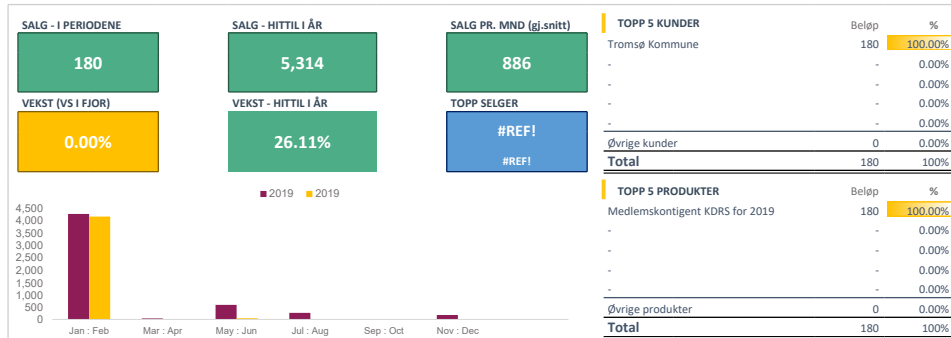 SALG - I PERIODENE
180
SALG - HITTIL I ÅR
5,314
SALG PR. MND (gj.snitt)
886
VEKST (VS I FJOR)
0.00%
VEKST - HITTIL I ÅR
26.11%
TOPP SELGER
#REF!
#REF!
2019 2019
4,500
4,000
3,500
3,000
2,500
2,000
1,500
1,000
500
0
Jan : Feb Mar : Apr May : Jun Jul : Aug Sep : Oct Nov : Dec
TOPP 5 KUNDER Beløp %
Tromsø Kommune 180 100.00%
- - 0.00%
- - 0.00%
- - 0.00%
- - 0.00%
Øvrige kunder 0 0.00%
Total 180 100%
TOPP 5 PRODUKTER Beløp %
Medlemskontigent KDRS for 2019 180 100.00%
- - 0.00%
- - 0.00%
- - 0.00%
- - 0.00%
Øvrige produkter 0 0.00%
Total 180 100%